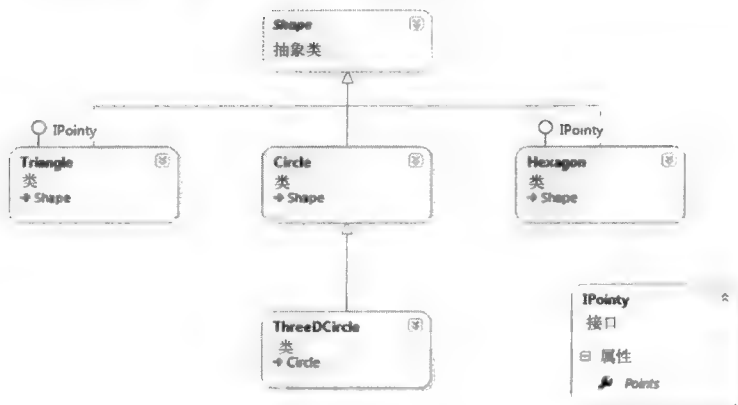 Shape
抽象类
IPointy
IPointy
Triangle
类
Shape
Circle
类
Shape
Hexagon
类
Shape
ThreeDCircle
类
Circle
IPointy
接口
属性
Points